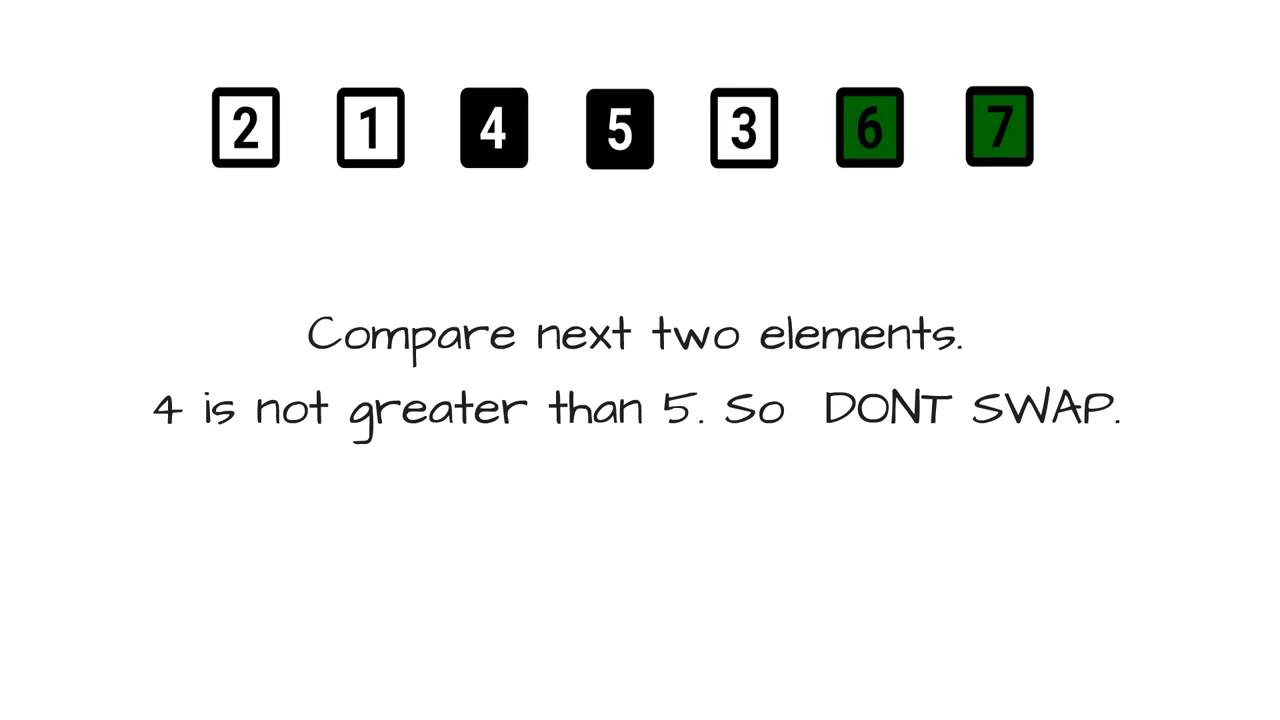 2 1 4 5 3 6 7
Compare next two elements.
4 is not greater than 5. So DONT SWAP.